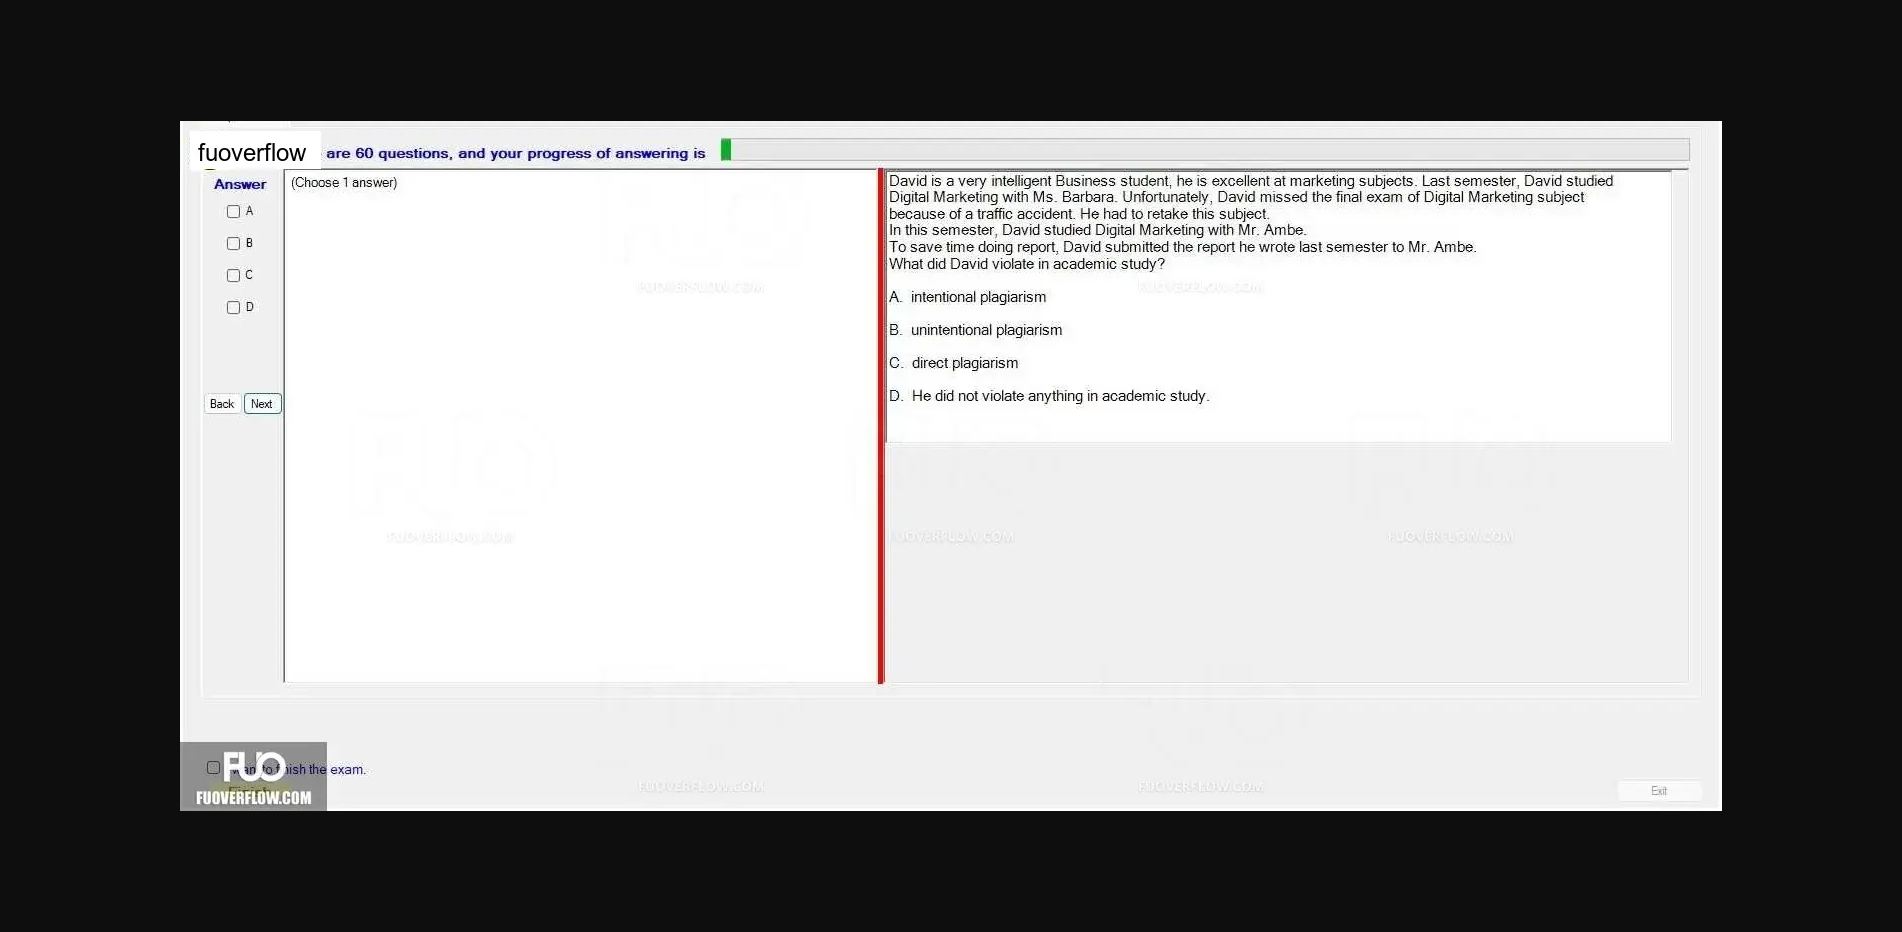 fuoverflow are 60 questions, and your progress of answering is
Answer
A
B
C
D
Back Next
(Choose 1 answer)
David is a very intelligent Business student, he is excellent at marketing subjects. Last semester, David studied
Digital Marketing with Ms. Barbara. Unfortunately, David missed the final exam of Digital Marketing subject
because of a traffic accident. He had to retake this subject.
In this semester, David studied Digital Marketing with Mr. Ambe.
To save time doing report, David submitted the report he wrote last semester to Mr. Ambe.
What did David violate in academic study?
A. intentional plagiarism
B. unintentional plagiarism
C. direct plagiarism
D. He did not violate anything in academic study.
FUOVERFLOW.COM FUOVERFLOW.COM
FUOVERFLOW.COM FUOVERFLOW.COM FUOVERFLOW.COM
FUO
the exam.
FUOVERFLOW.COM
FUOVERFLOW.COM FUOVERFLOW.COM
Exit